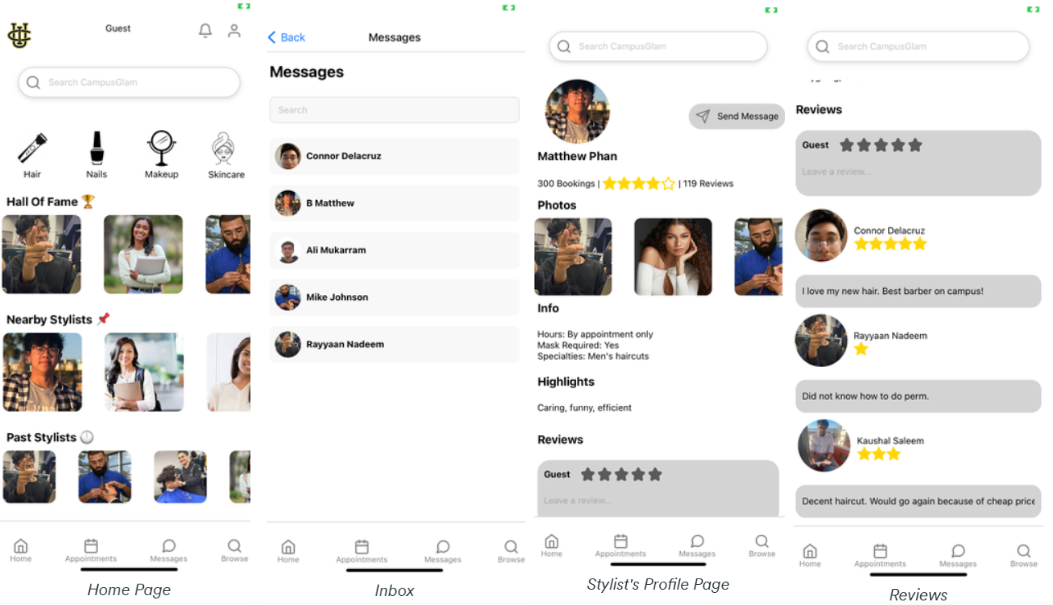 Guest
Search CampusGlam
Hair
Nails
Makeup
Skincare
Hall Of Fame 🏆
Nearby Stylists 📌
Past Stylists
Home
Appointments
Messages
Browse
Home Page
Back
Messages
Messages
Search
Connor Delacruz
B Matthew
Ali Mukarram
Mike Johnson
Rayyaan Nadeem
Home
Appointments
Messages
Browse
Inbox
Search CampusGlam
Send Message
Matthew Phan
300 Bookings | ★★★★☆ | 119 Reviews
Photos
Info
Hours: By appointment only
Mask Required: Yes
Specialties: Men's haircuts
Highlights
Caring, funny, efficient
Reviews
Guest ★★★★★
Leave a review...
Home
Appointments
Messages
Browse
Stylist's Profile Page
Search CampusGlam
Reviews
Guest ★★★★★
Leave a review...
Connor Delacruz
★★★★★
I love my new hair. Best barber on campus!
Rayyaan Nadeem
★
Did not know how to do perm.
Kaushal Saleem
★★★
Decent haircut. Would go again because of cheap price
Home
Appointments
Messages
Browse
Reviews